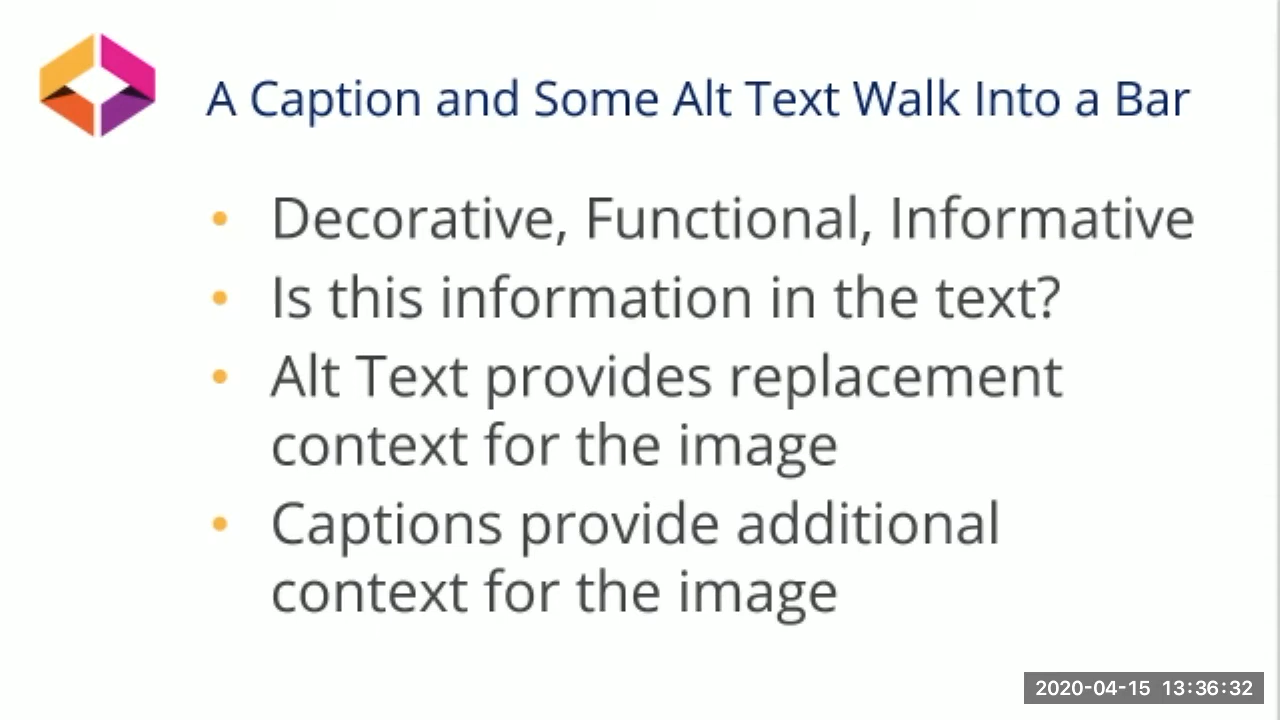 A Caption and Some Alt Text Walk Into a Bar
• Decorative, Functional, Informative
• Is this information in the text?
• Alt Text provides replacement
context for the image
• Captions provide additional
context for the image
2020-04-15 13:36:32